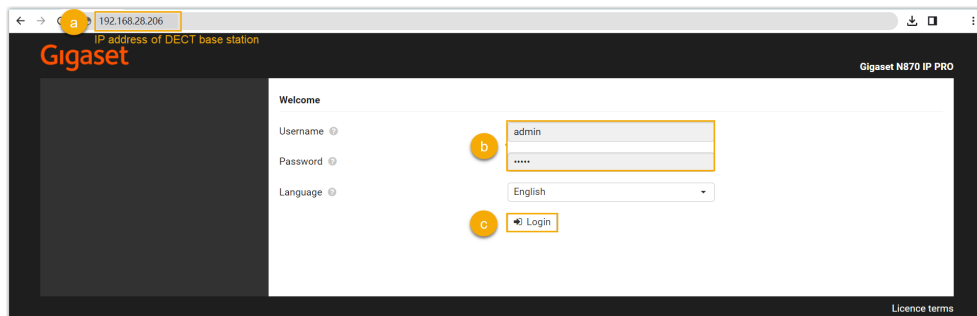 a
192.168.28.206
IP address of DECT base station
Gigaset
Gigaset N870 IP PRO
Welcome
Username
admin
b
Password
•••••
Language
English
c
Login
Licence terms